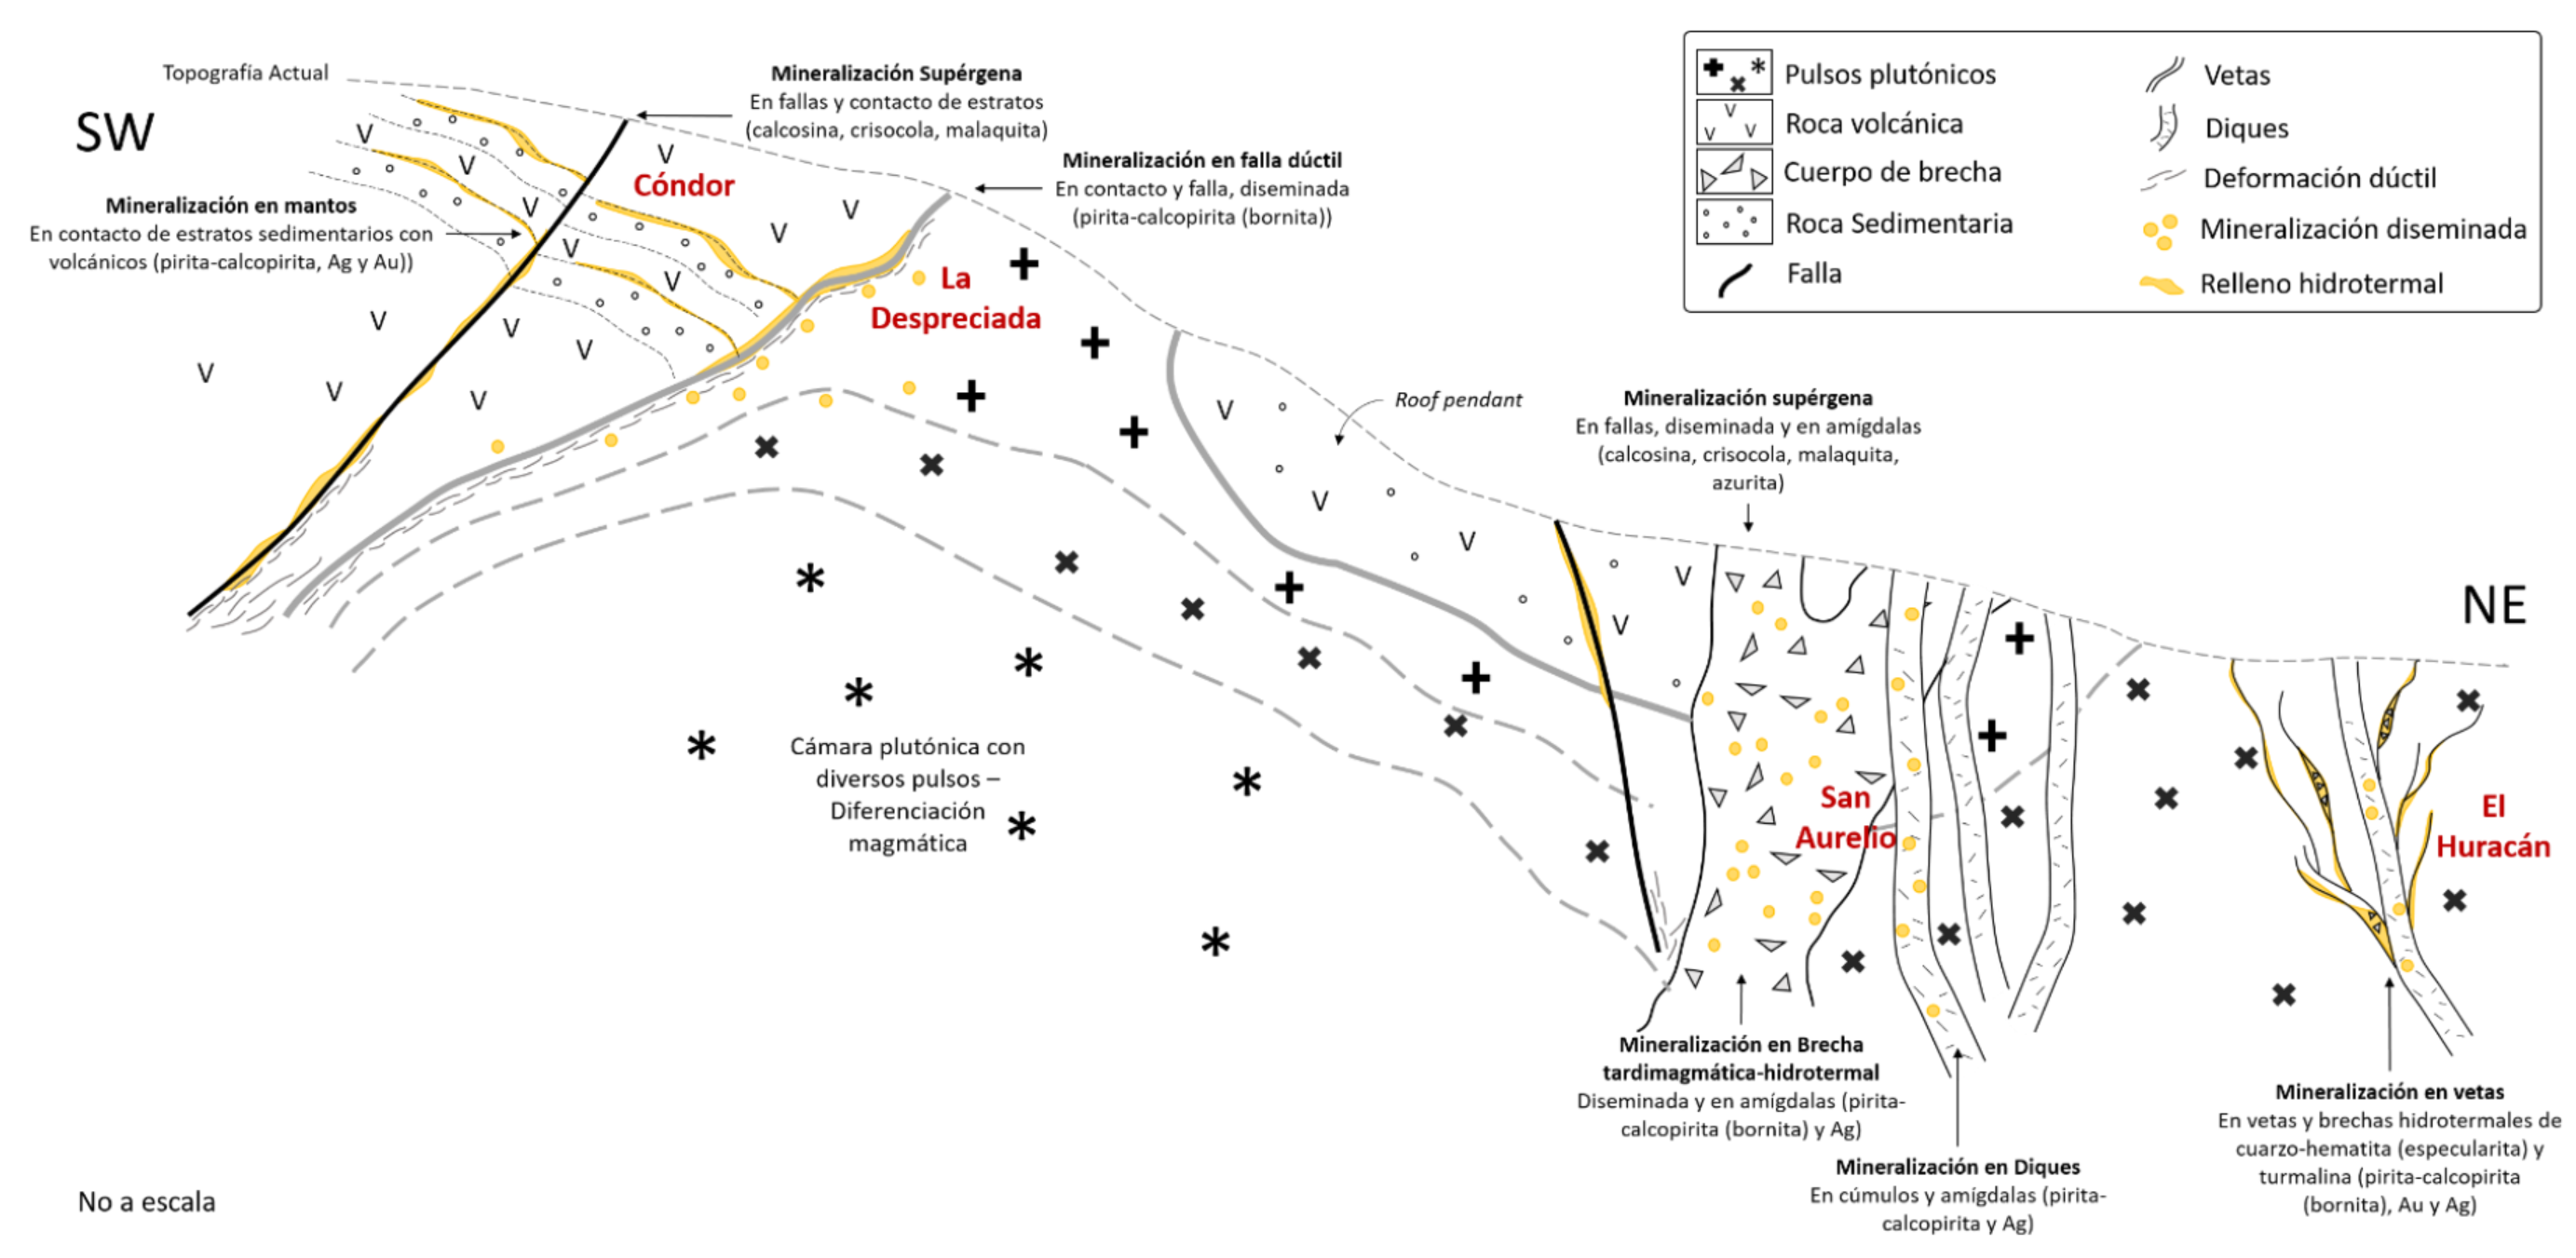 Topografía Actual
SW
Mineralización Supérgena
En fallas y contacto de estratos
(calcosina, crisocola, malaquita)
Cóndor
Mineralización en mantos
En contacto de estratos sedimentarios con
volcánicos (pirita-calcopirita, Ag y Au))
Mineralización en falla dúctil
En contacto y falla, diseminada
(pirita-calcopirita (bornita))
La
Despreciada
Pulsos plutónicos
Roca volcánica
Cuerpo de brecha
Roca Sedimentaria
Falla
Vetas
Diques
Deformación dúctil
Mineralización diseminada
Relleno hidrotermal
Roof pendant
Mineralización supérgena
En fallas, diseminada y en amígdalas
(calcosina, crisocola, malaquita,
azurita)
NE
Cámara plutónica con
diversos pulsos –
Diferenciación
magmática
San
Aurelio
El
Huracán
Mineralización en Brecha
tardimagmática-hidrotermal
Diseminada y en amígdalas (pirita-
calcopirita (bornita) y Ag)
Mineralización en Diques
En cúmulos y amígdalas (pirita-
calcopirita y Ag)
Mineralización en vetas
En vetas y brechas hidrotermales de
cuarzo-hematita (especularita) y
turmalina (pirita-calcopirita
(bornita), Au y Ag)
No a escala